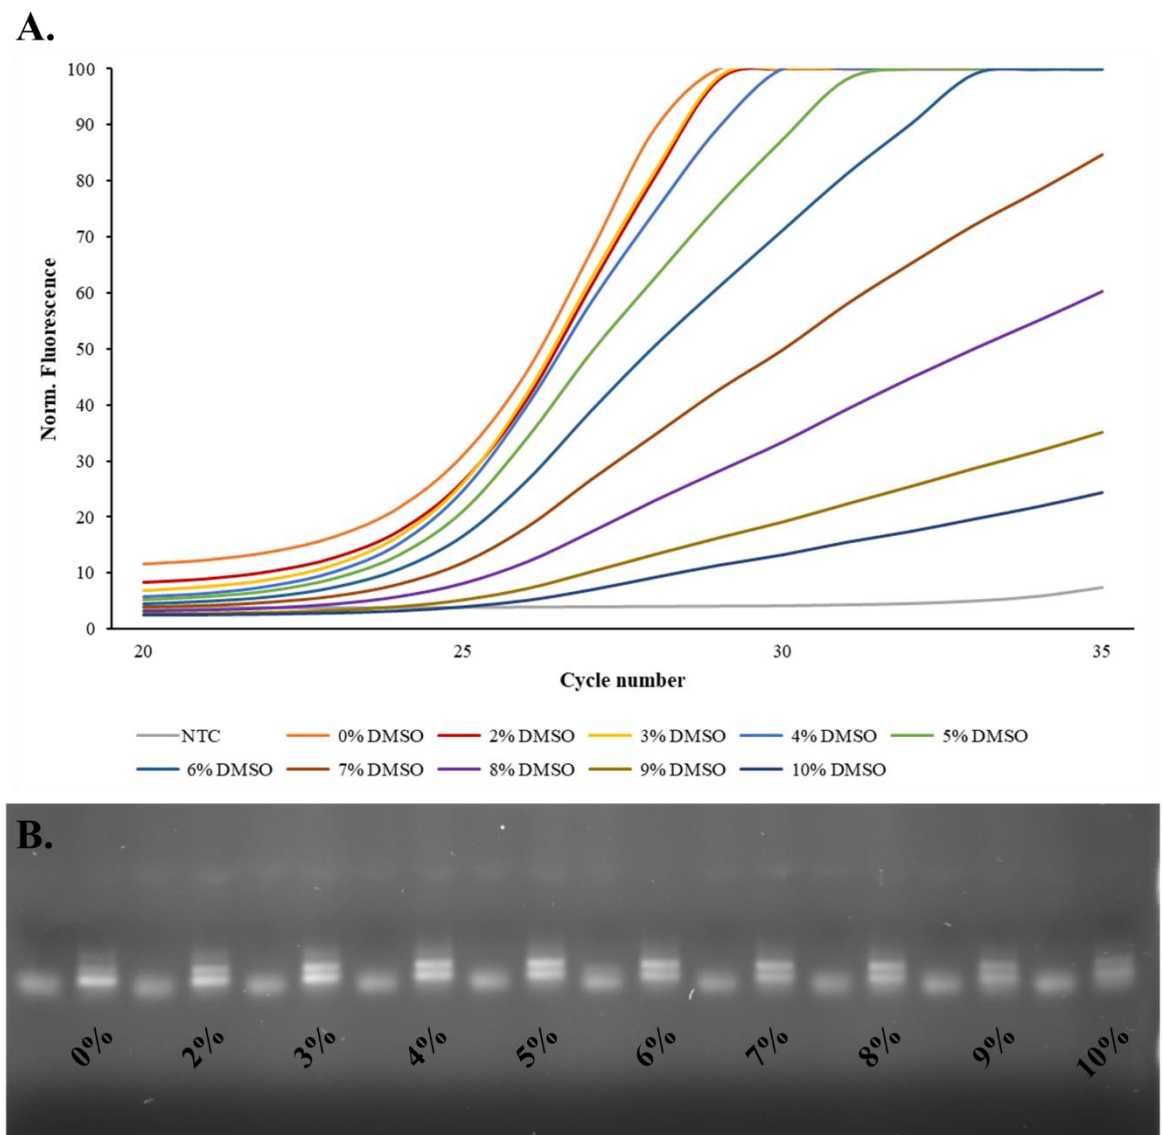 A.
100
90
80
70
60
50
40
30
20
10
0
Norm. Fluorescence
20 25 30 35
Cycle number
NTC 0% DMSO 2% DMSO 3% DMSO 4% DMSO 5% DMSO
6% DMSO 7% DMSO 8% DMSO 9% DMSO 10% DMSO
B.
0% 2% 3% 4% 5% 6% 7% 8% 9% 10%